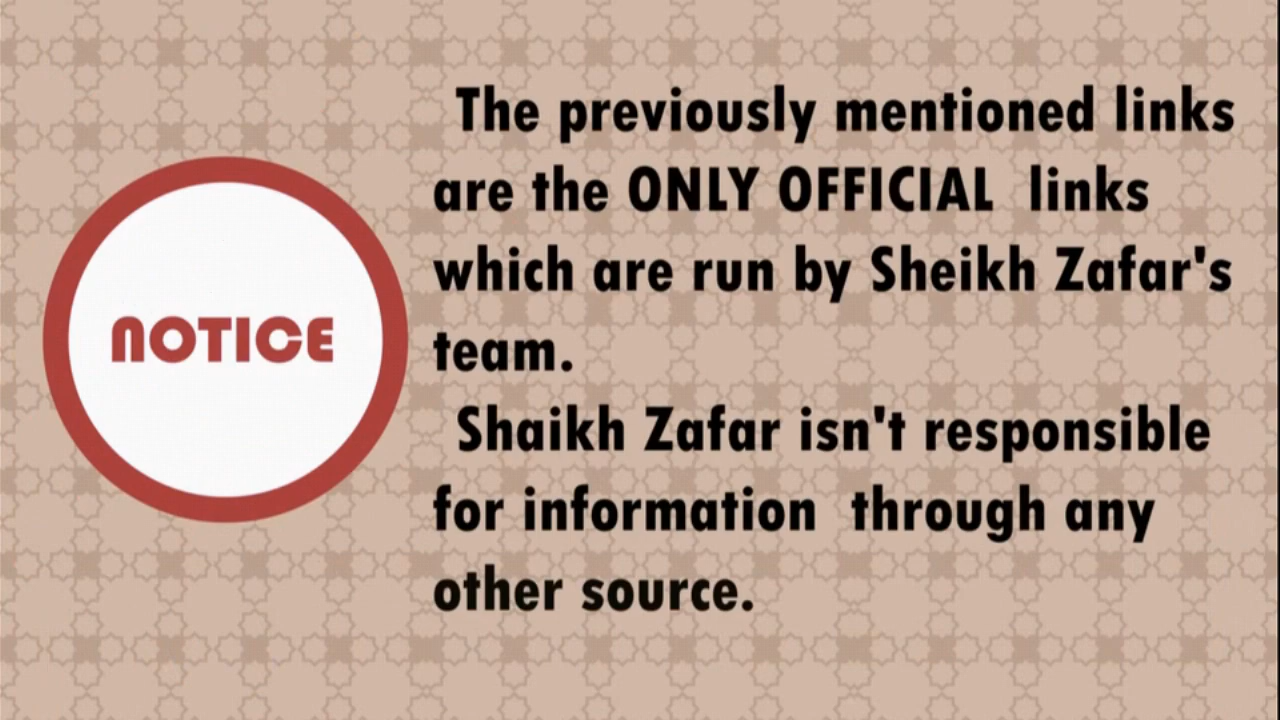 NOTICE
The previously mentioned links
are the ONLY OFFICIAL links
which are run by Sheikh Zafar's
team.
Shaikh Zafar isn't responsible
for information through any
other source.